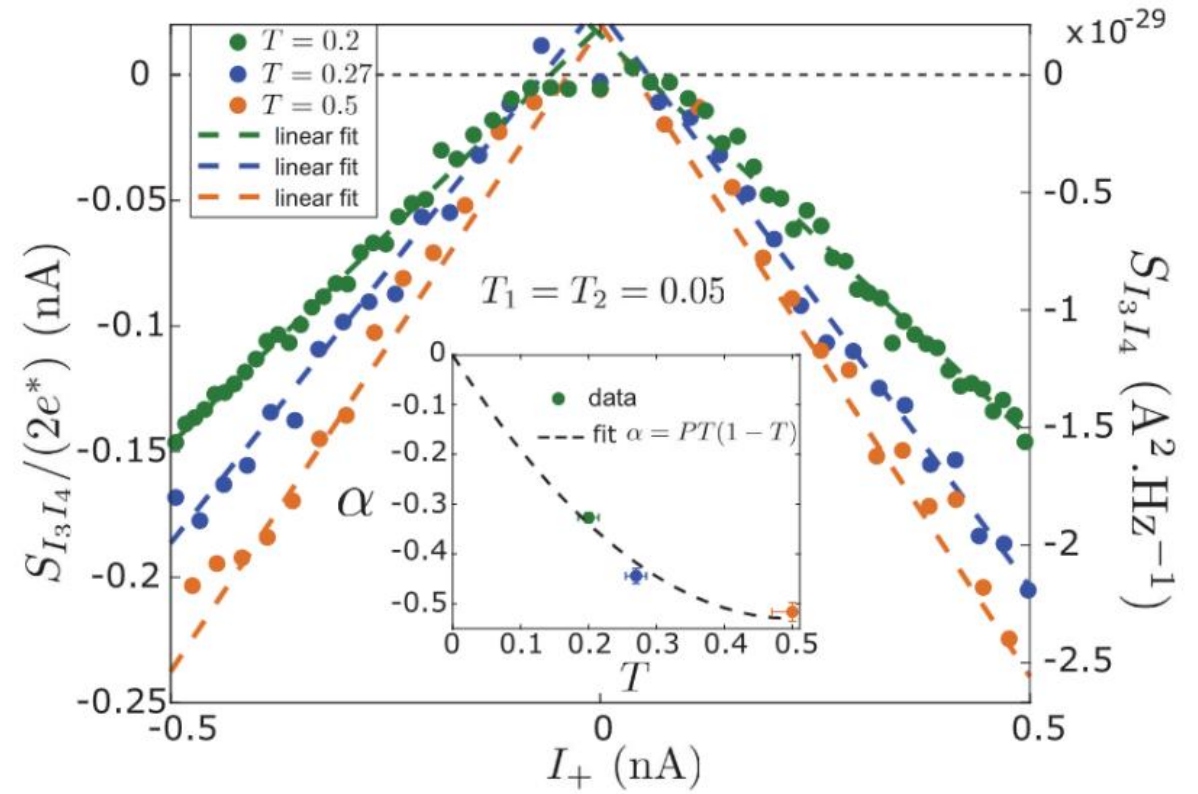 T = 0.2
T = 0.27
T = 0.5
linear fit
linear fit
linear fit
x10⁻²⁹
0
-0.05
-0.1
-0.15
-0.2
-0.25
S_{I₃I₄}/(2e*) (nA)
T₁ = T₂ = 0.05
0
-0.1
-0.2
-0.3
-0.4
-0.5
α
data
fit α = PT(1 − T)
0 0.1 0.2 0.3 0.4 0.5
T
0
-0.5
-1
-1.5
-2
-2.5
S_{I₃I₄} (A².Hz⁻¹)
-0.5 0 0.5
I₊ (nA)